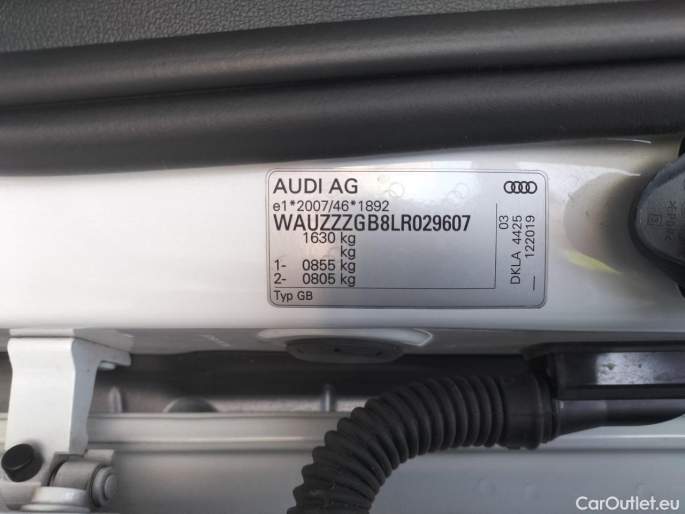 AUDI AG
e1*2007/46*1892
WAUZZZGB8LR029607
1630 kg
kg
1- 0855 kg
2- 0805 kg
Typ GB
03
DKLA 4425
122019
CarOutlet.eu